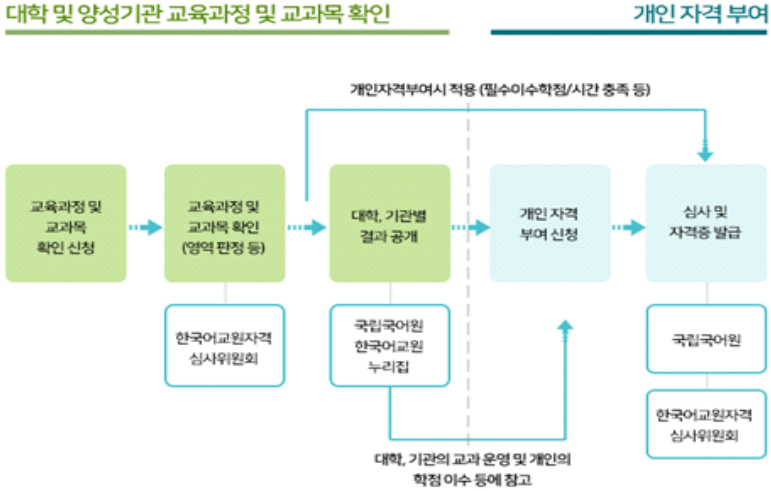 대학 및 양성기관 교육과정 및 교과목 확인
개인 자격 부여
개인자격부여시 적용 (필수이수학점/시간 충족 등)
교육과정 및
교과목
확인 신청
교육과정 및
교과목 확인
(영역 판정 등)
대학, 기관별
결과 공개
개인 자격
부여 신청
심사 및
자격증 발급
한국어교원자격
심사위원회
국립국어원
한국어교원
누리집
국립국어원
한국어교원자격
심사위원회
대학, 기관의 교과 운영 및 개인의
학점 이수 등에 참고